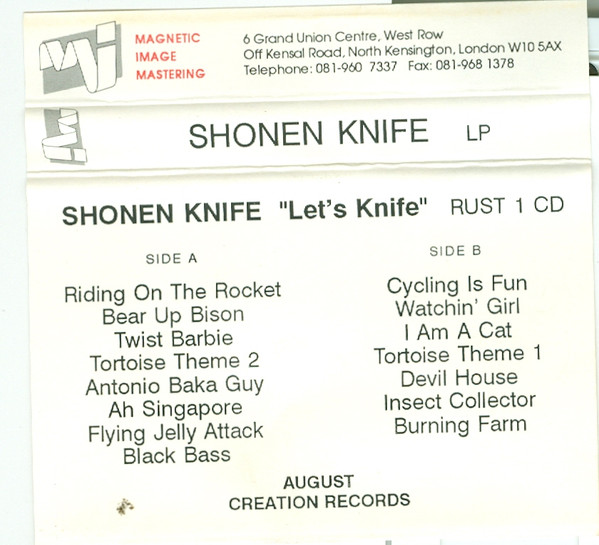 MAGNETIC
IMAGE
MASTERING
6 Grand Union Centre, West Row
Off Kensal Road, North Kensington, London W10 5AX
Telephone: 081-960 7337 Fax: 081-968 1378
SHONEN KNIFE LP
SHONEN KNIFE "Let's Knife" RUST 1 CD
SIDE A
Riding On The Rocket
Bear Up Bison
Twist Barbie
Tortoise Theme 2
Antonio Baka Guy
Ah Singapore
Flying Jelly Attack
Black Bass
SIDE B
Cycling Is Fun
Watchin' Girl
I Am A Cat
Tortoise Theme 1
Devil House
Insect Collector
Burning Farm
AUGUST
CREATION RECORDS